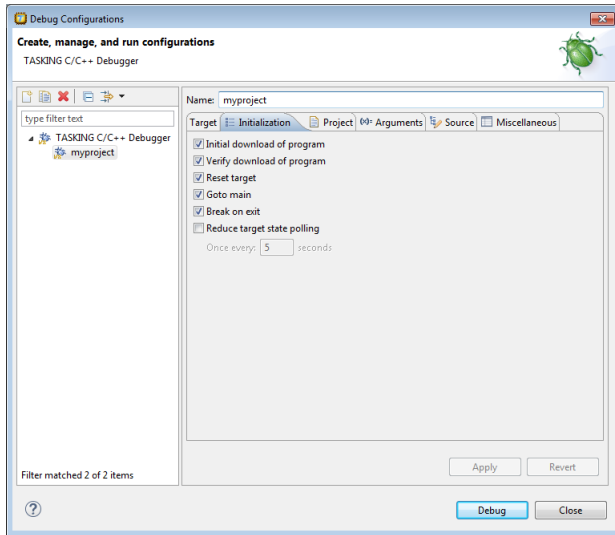 Debug Configurations
Create, manage, and run configurations
TASKING C/C++ Debugger
type filter text
TASKING C/C++ Debugger
myproject
Filter matched 2 of 2 items
Name: myproject
Target Initialization Project (x)= Arguments Source Miscellaneous
Initial download of program
Verify download of program
Reset target
Goto main
Break on exit
Reduce target state polling
Once every: 5 seconds
Apply Revert
? Debug Close